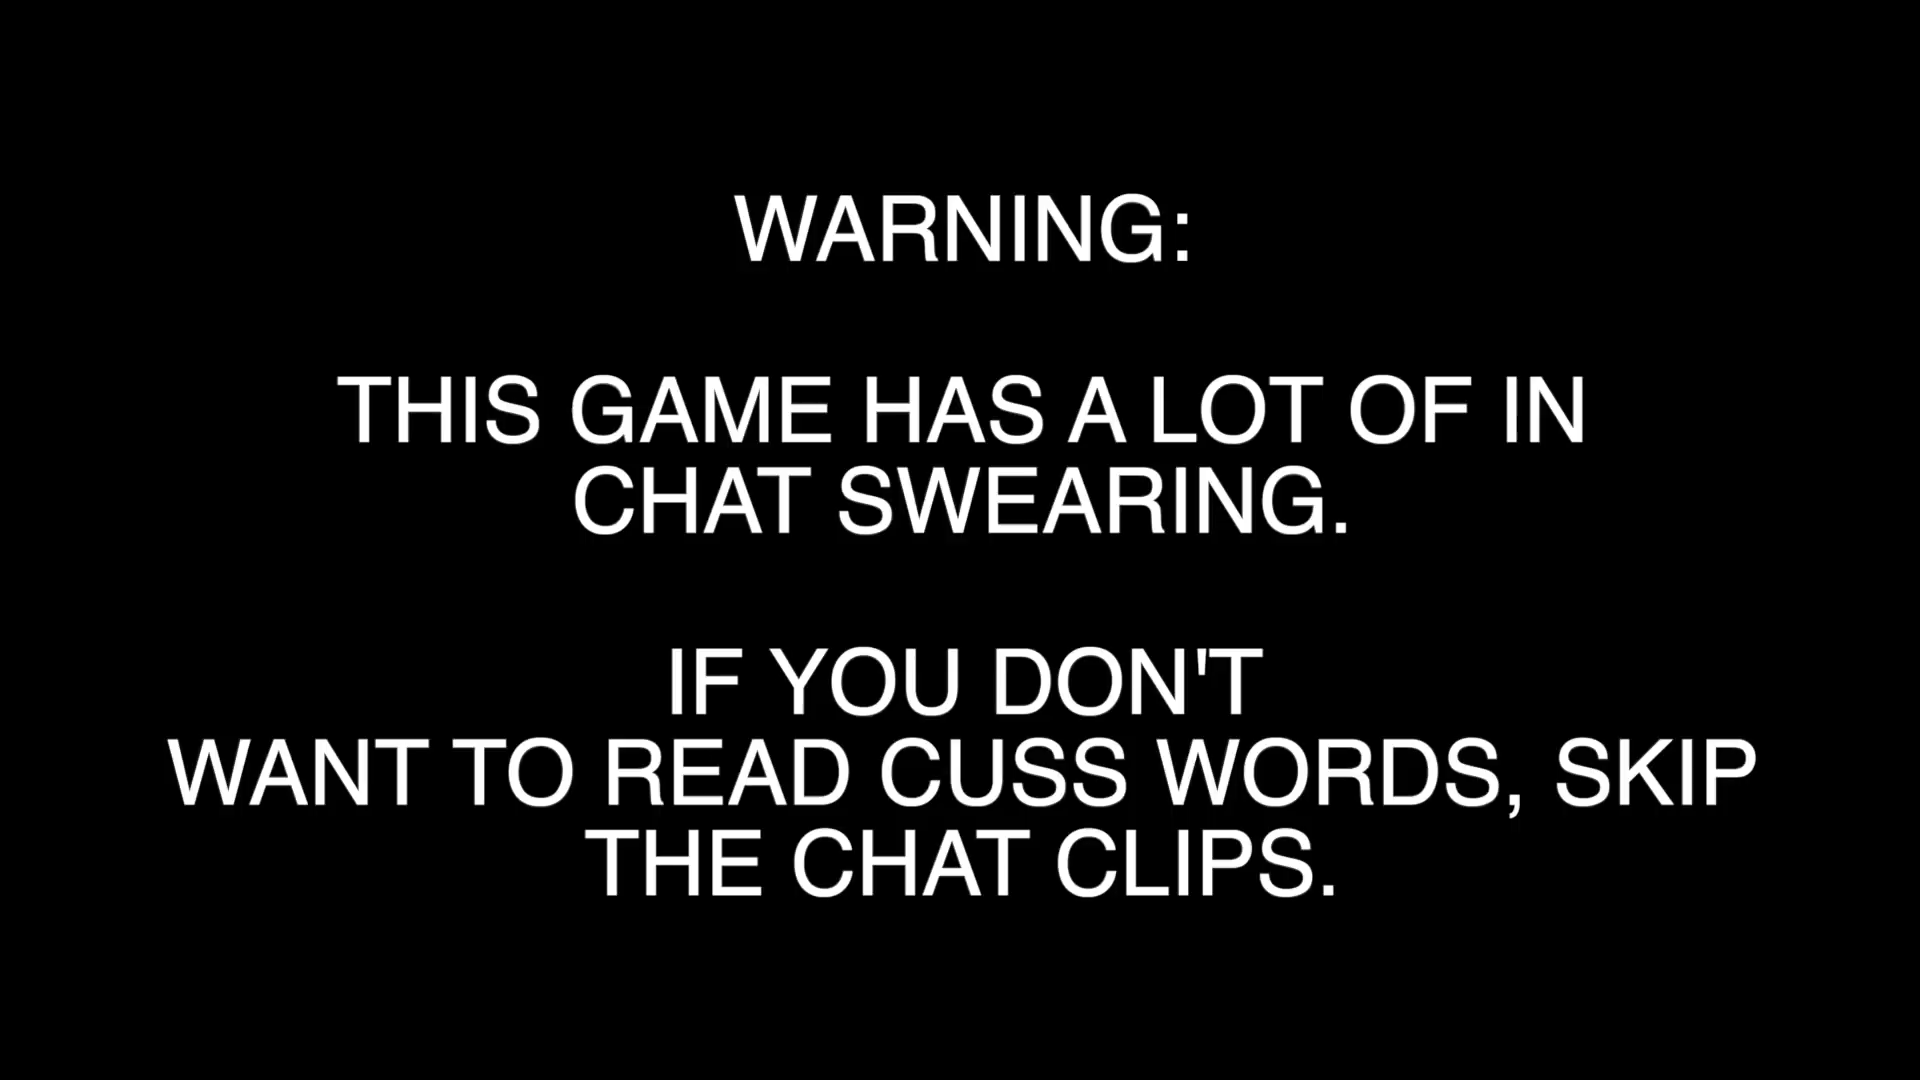 WARNING:
THIS GAME HAS A LOT OF IN
CHAT SWEARING.
IF YOU DON'T
WANT TO READ CUSS WORDS, SKIP
THE CHAT CLIPS.